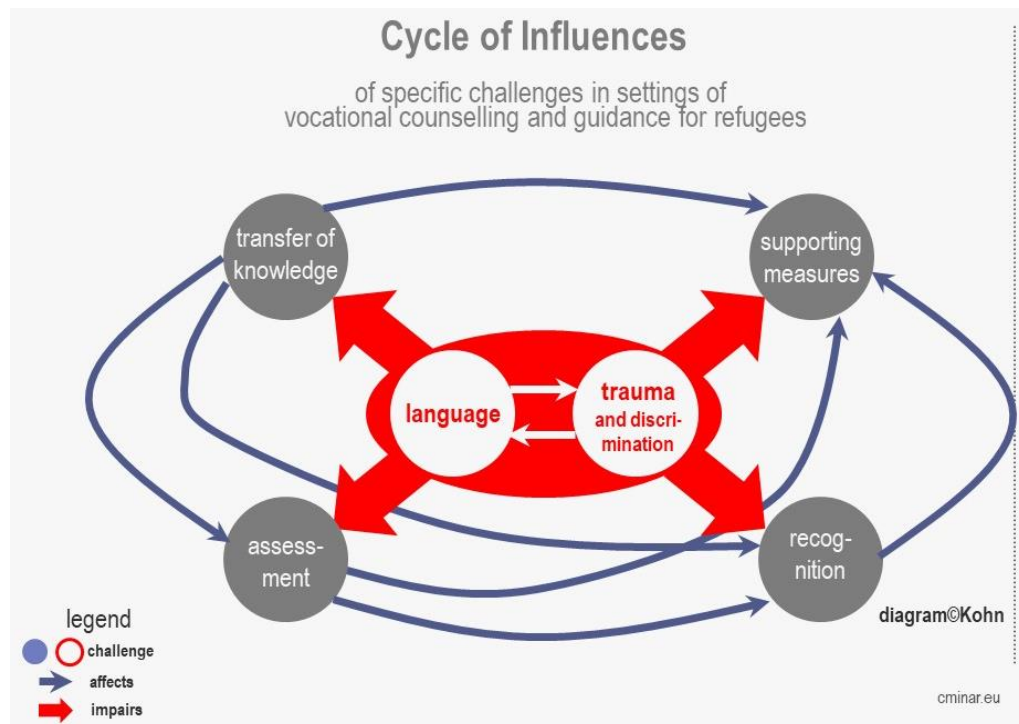 Cycle of Influences
of specific challenges in settings of
vocational counselling and guidance for refugees
transfer of
knowledge
supporting
measures
language
trauma
and discri-
mination
assess-
ment
recog-
nition
diagram©Kohn
legend
challenge
affects
impairs
cminar.eu